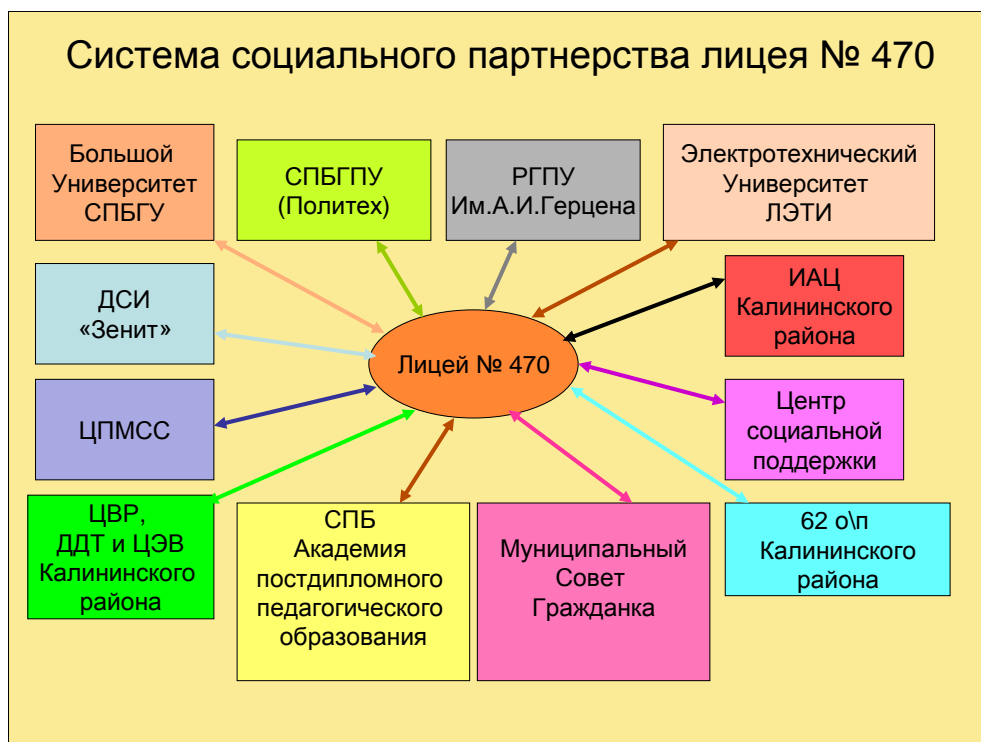 Система социального партнерства лицея № 470
Большой
Университет
СПБГУ
СПБГПУ
(Политех)
РГПУ
Им.А.И.Герцена
Электротехнический
Университет
ЛЭТИ
ДСИ
«Зенит»
ИАЦ
Калининского
района
Лицей № 470
ЦПМСС
Центр
социальной
поддержки
ЦВР,
ДДТ и ЦЭВ
Калининского
района
СПБ
Академия
постдипломного
педагогического
образования
Муниципальный
Совет
Гражданка
62 о\п
Калининского
района